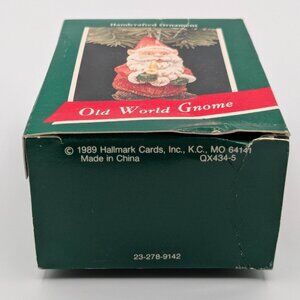 Handcrafted Ornament
Old World Gnome
© 1989 Hallmark Cards, Inc., K.C., MO 64141
Made in China QX434-5
23-278-9142